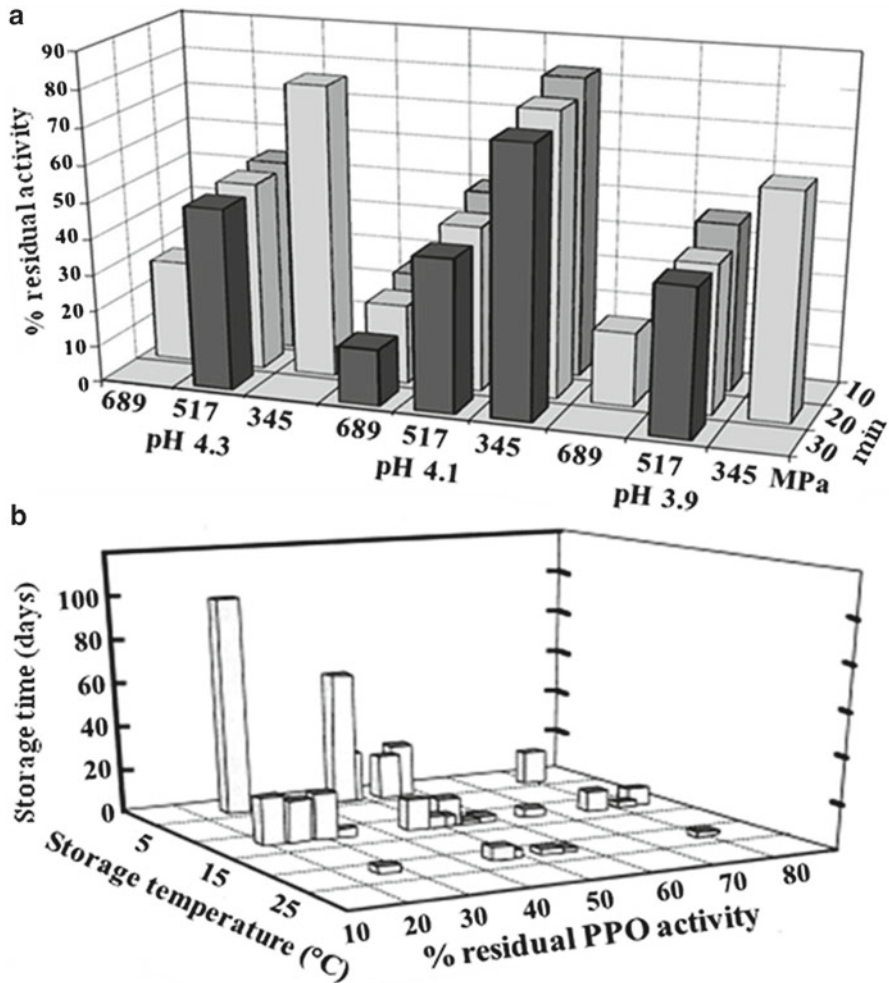 a
% residual activity
90
80
70
60
50
40
30
20
10
0
689 517 345 689 517 345 689 517 345 MPa
pH 4.3 pH 4.1 pH 3.9
10
20
30
min
b
Storage time (days)
100
80
60
40
20
0
5
15
25
Storage temperature (°C)
10 20 30 40 50 60 70 80
% residual PPO activity